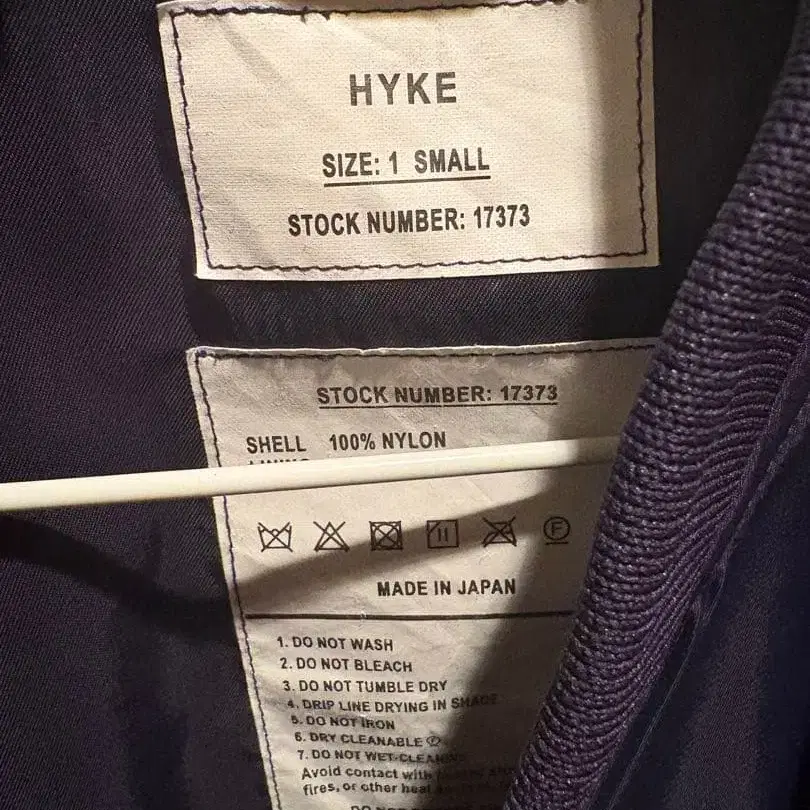 HYKE
SIZE: 1 SMALL
STOCK NUMBER: 17373
STOCK NUMBER: 17373
SHELL 100% NYLON
F
MADE IN JAPAN
1. DO NOT WASH
2. DO NOT BLEACH
3. DO NOT TUMBLE DRY
4. DRIP LINE DRYING IN SHADE
5. DO NOT IRON
6. DRY CLEANABLE Ⓕ
7. DO NOT WET-CLEANING
Avoid contact with
fires, or other heat